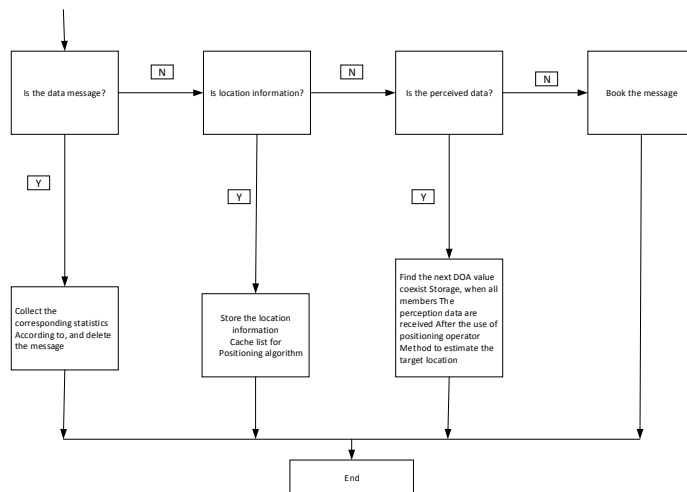 Is the data message?
N
Is location information?
N
Is the perceived data?
N
Book the message
Y
Y
Y
Collect the
corresponding statistics
According to, and delete
the message
Store the location
information
Cache list for
Positioning algorithm
Find the next DOA value
coexist Storage, when all
members The
perception data are
received After the use of
positioning operator
Method to estimate the
target location
End